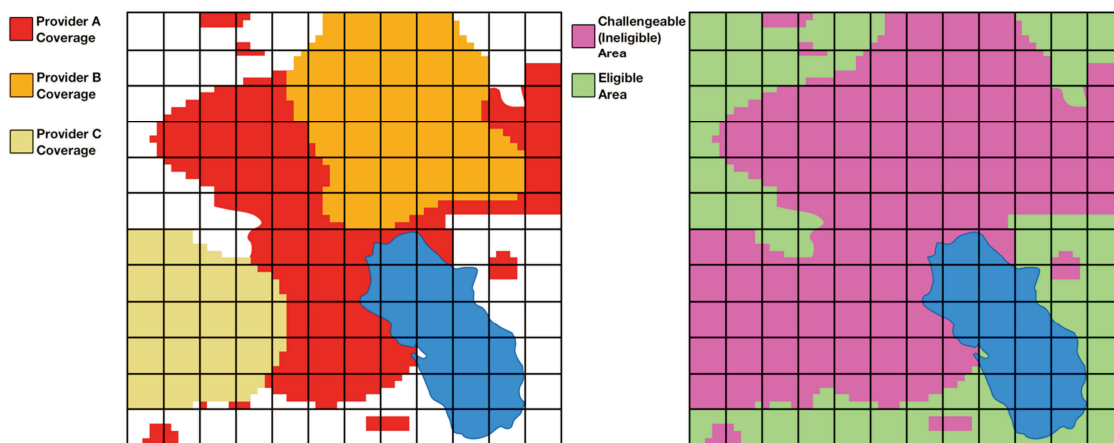 Provider A
Coverage
Provider B
Coverage
Provider C
Coverage
Challengeable
(Ineligible)
Area
Eligible
Area